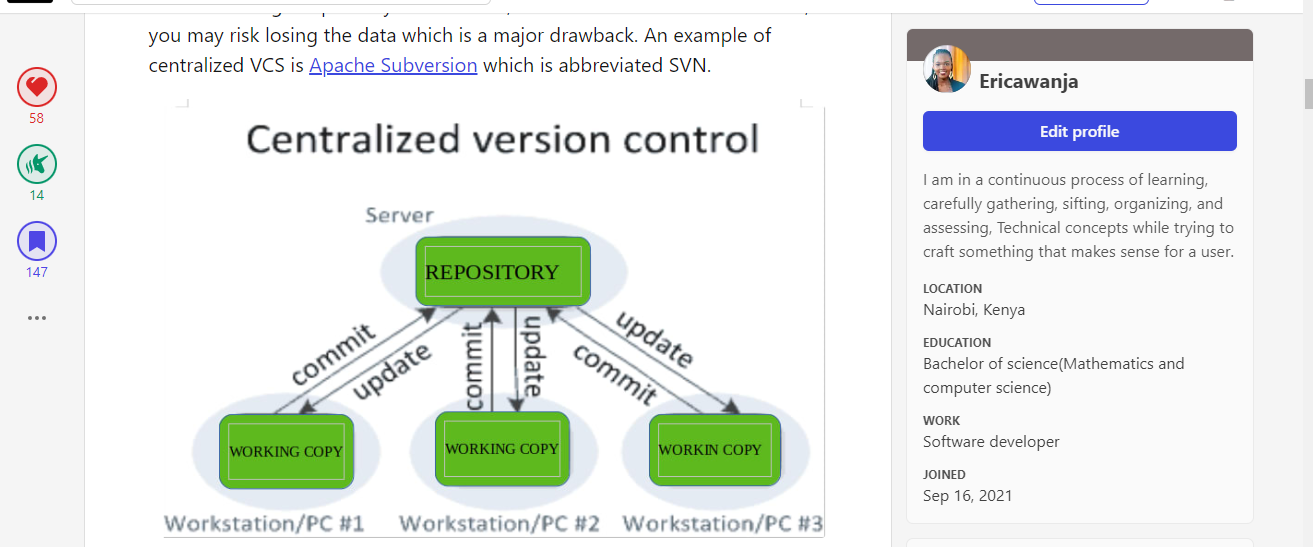 you may risk losing the data which is a major drawback. An example of
centralized VCS is Apache Subversion which is abbreviated SVN.
58
14
147
Centralized version control
Server
REPOSITORY
commit
update
commit
update
update
commit
WORKING COPY
WORKING COPY
WORKIN COPY
Workstation/PC #1
Workstation/PC #2
Workstation/PC #3
Ericawanja
Edit profile
I am in a continuous process of learning,
carefully gathering, sifting, organizing, and
assessing, Technical concepts while trying to
craft something that makes sense for a user.
LOCATION
Nairobi, Kenya
EDUCATION
Bachelor of science(Mathematics and
computer science)
WORK
Software developer
JOINED
Sep 16, 2021